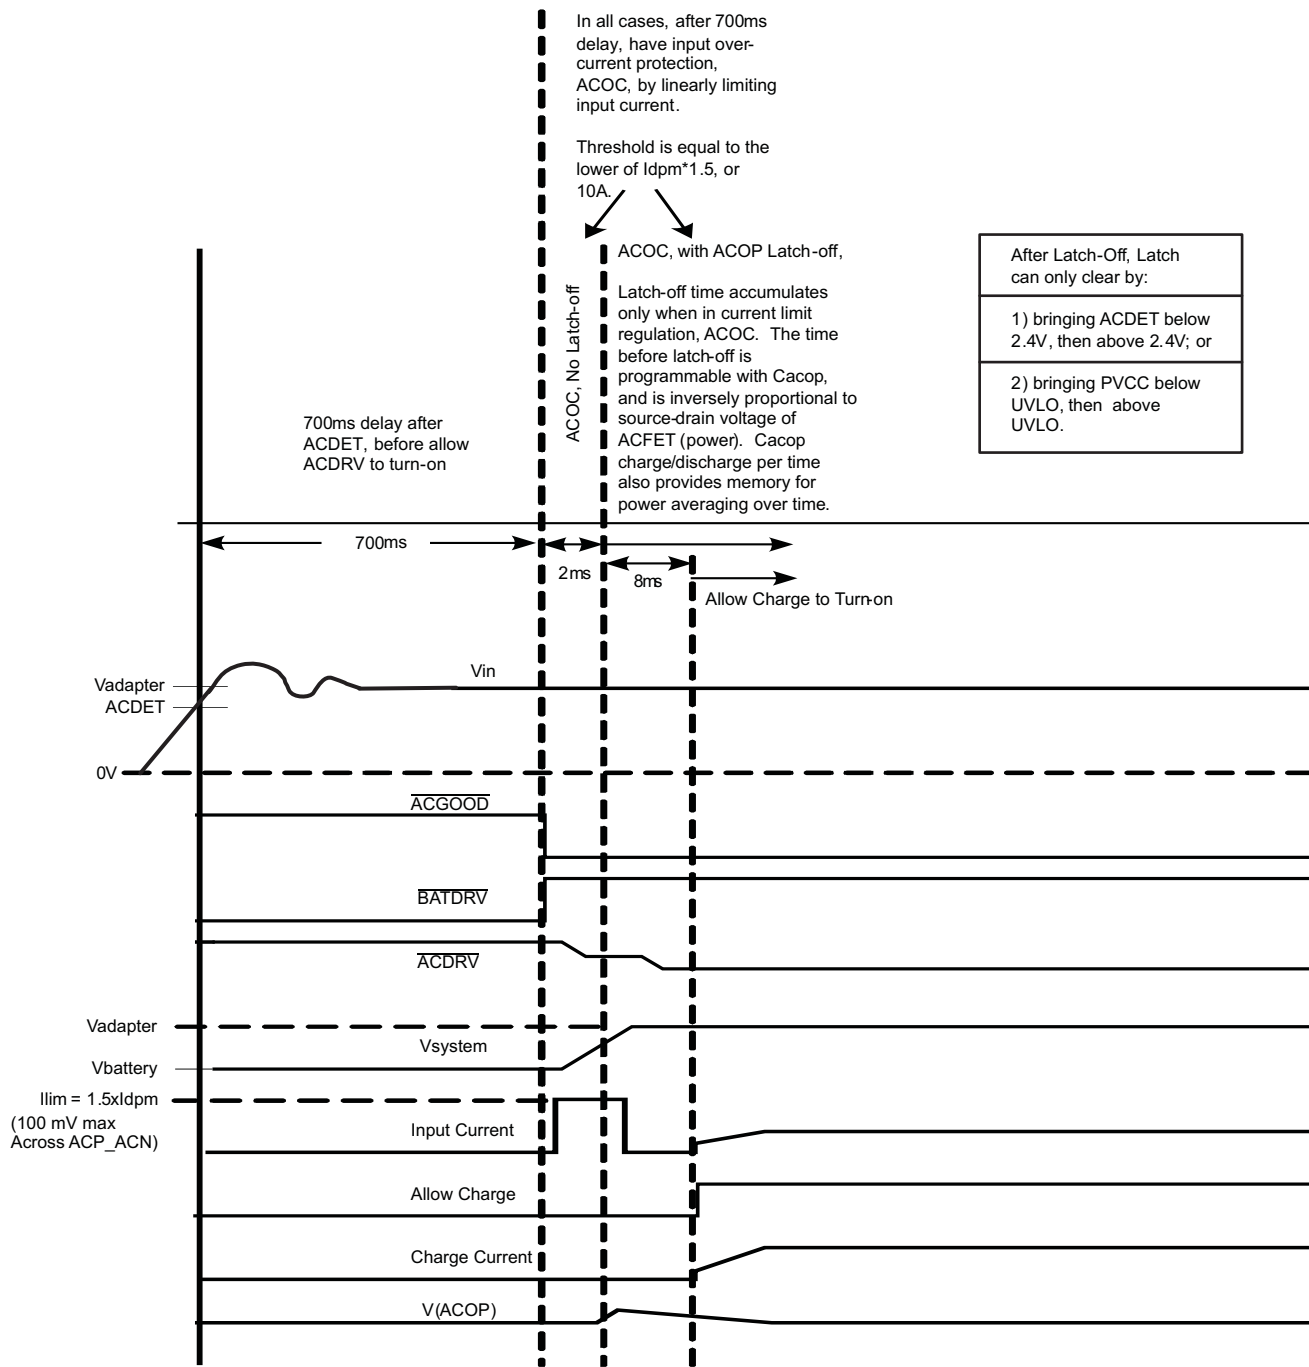 In all cases, after 700ms
delay, have input over-
current protection,
ACOC, by linearly limiting
input current.
Threshold is equal to the
lower of Idpm*1.5, or
10A.
ACOC, No Latch-off
ACOC, with ACOP Latch-off,
Latch-off time accumulates
only when in current limit
regulation, ACOC. The time
before latch-off is
programmable with Cacop,
and is inversely proportional to
source-drain voltage of
ACFET (power). Cacop
charge/discharge per time
also provides memory for
power averaging over time.
After Latch-Off, Latch
can only clear by:
1) bringing ACDET below
2.4V, then above 2.4V; or
2) bringing PVCC below
UVLO, then above
UVLO.
700ms delay after
ACDET, before allow
ACDRV to turn-on
700ms
2ms
8ms
Allow Charge to Turn-on
Vin
Vadapter
ACDET
0V
ACGOOD
BATDRV
ACDRV
Vadapter
Vsystem
Vbattery
Ilim = 1.5xIdpm
(100 mV max
Across ACP_ACN)
Input Current
Allow Charge
Charge Current
V(ACOP)